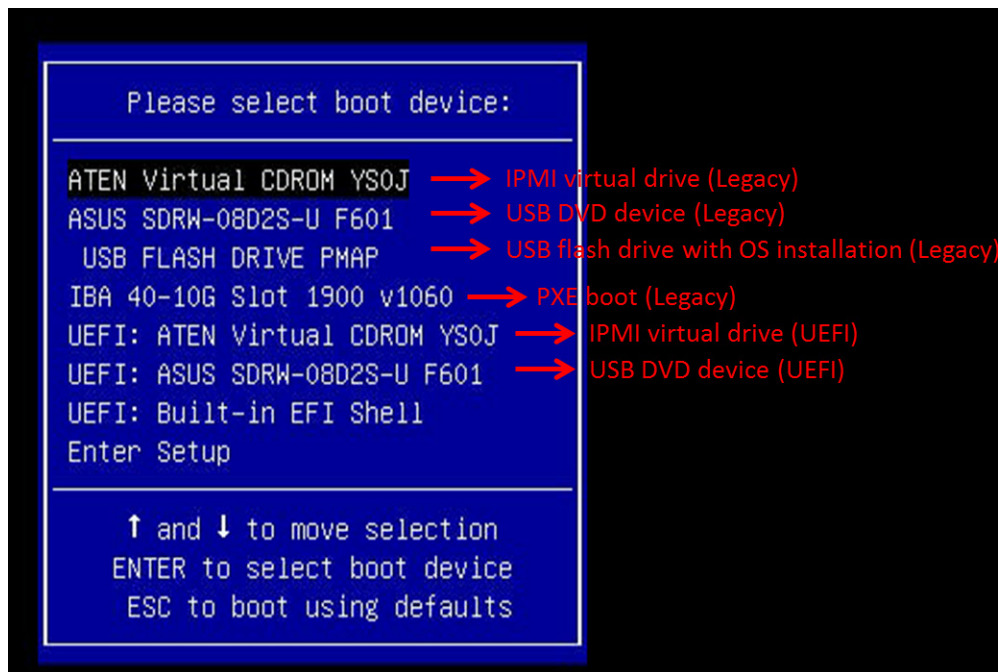 Please select boot device:
ATEN Virtual CDROM YS0J IPMI virtual drive (Legacy)
ASUS SDRW-08D2S-U F601 USB DVD device (Legacy)
USB FLASH DRIVE PMAP USB flash drive with OS installation (Legacy)
IBA 40-10G Slot 1900 v1060 PXE boot (Legacy)
UEFI: ATEN Virtual CDROM YS0J IPMI virtual drive (UEFI)
UEFI: ASUS SDRW-08D2S-U F601 USB DVD device (UEFI)
UEFI: Built-in EFI Shell
Enter Setup
↑ and ↓ to move selection
ENTER to select boot device
ESC to boot using defaults